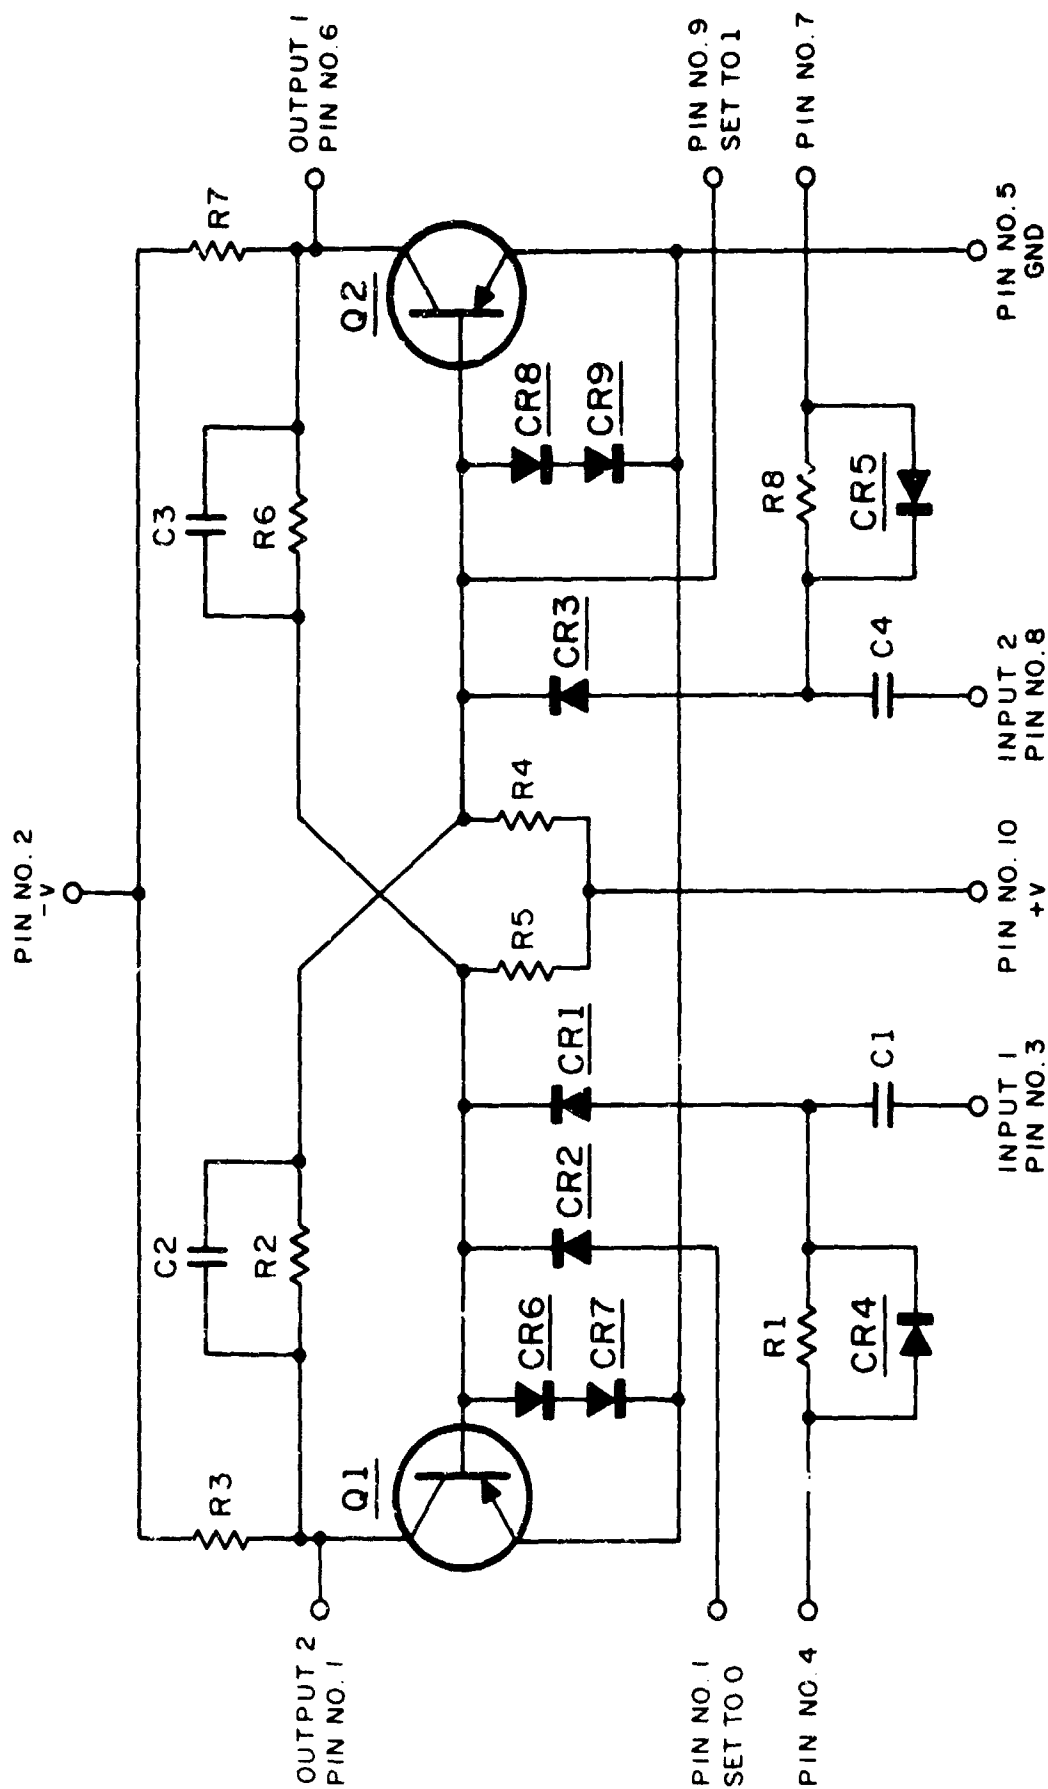 PIN NO. 2
-V
C2
C3
R3
R7
R2
R6
OUTPUT 2
PIN NO. 1
OUTPUT 1
PIN NO. 6
Q1
Q2
CR6
CR7
CR2
CR1
R5
R4
CR3
CR8
CR9
PIN NO. 1
SET TO 0
PIN NO. 9
SET TO 1
R1
R8
PIN NO. 4
PIN NO. 7
CR4
CR5
C1
C4
INPUT 1
PIN NO. 3
PIN NO. 10
+V
INPUT 2
PIN NO. 8
PIN NO. 5
GND